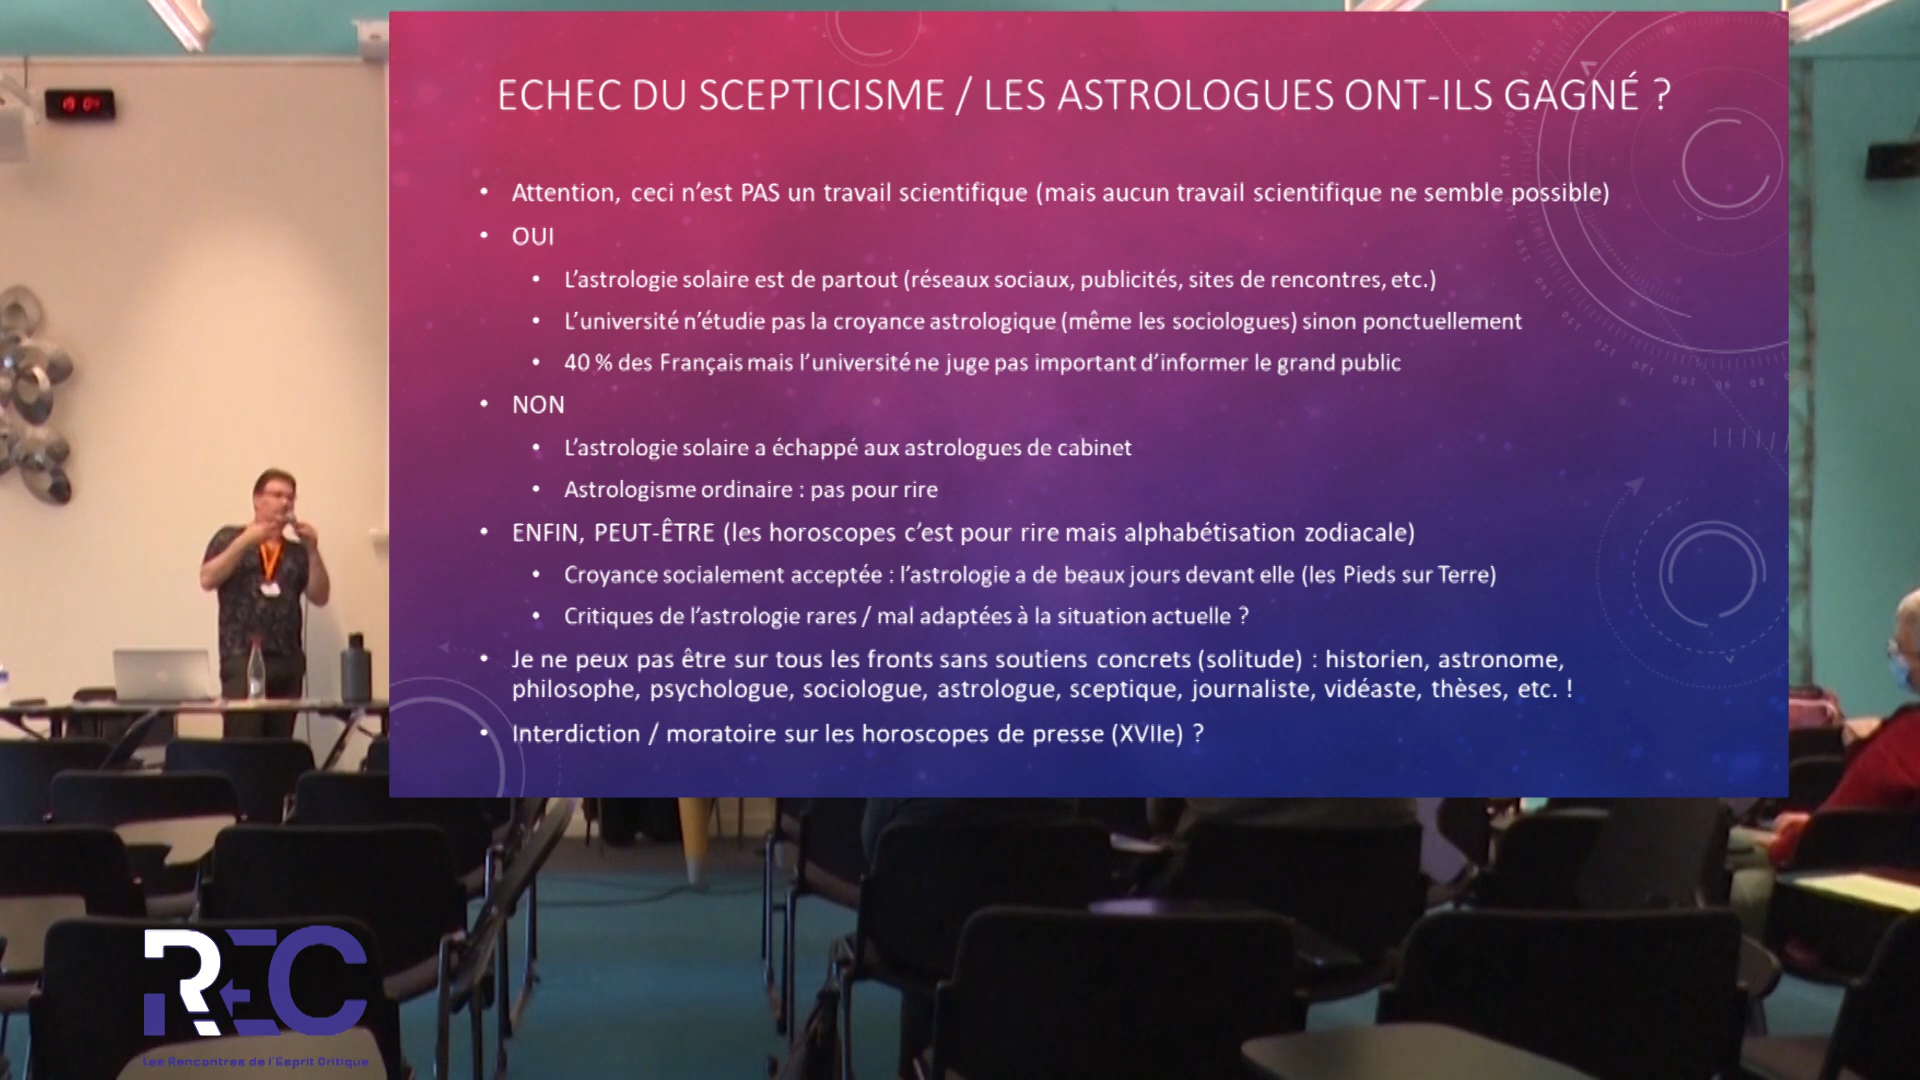 ECHEC DU SCEPTICISME / LES ASTROLOGUES ONT-ILS GAGNÉ ?
• Attention, ceci n'est PAS un travail scientifique (mais aucun travail scientifique ne semble possible)
• OUI
• L'astrologie solaire est de partout (réseaux sociaux, publicités, sites de rencontres, etc.)
• L'université n'étudie pas la croyance astrologique (même les sociologues) sinon ponctuellement
• 40 % des Français mais l'université ne juge pas important d'informer le grand public
• NON
• L'astrologie solaire a échappé aux astrologues de cabinet
• Astrologisme ordinaire : pas pour rire
• ENFIN, PEUT-ÊTRE (les horoscopes c'est pour rire mais alphabétisation zodiacale)
• Croyance socialement acceptée : l'astrologie a de beaux jours devant elle (les Pieds sur Terre)
• Critiques de l'astrologie rares / mal adaptées à la situation actuelle ?
• Je ne peux pas être sur tous les fronts sans soutiens concrets (solitude) : historien, astronome,
philosophe, psychologue, sociologue, astrologue, sceptique, journaliste, vidéaste, thèses, etc. !
• Interdiction / moratoire sur les horoscopes de presse (XVIIe) ?
REC
Les Rencontres de l'Esprit Critique